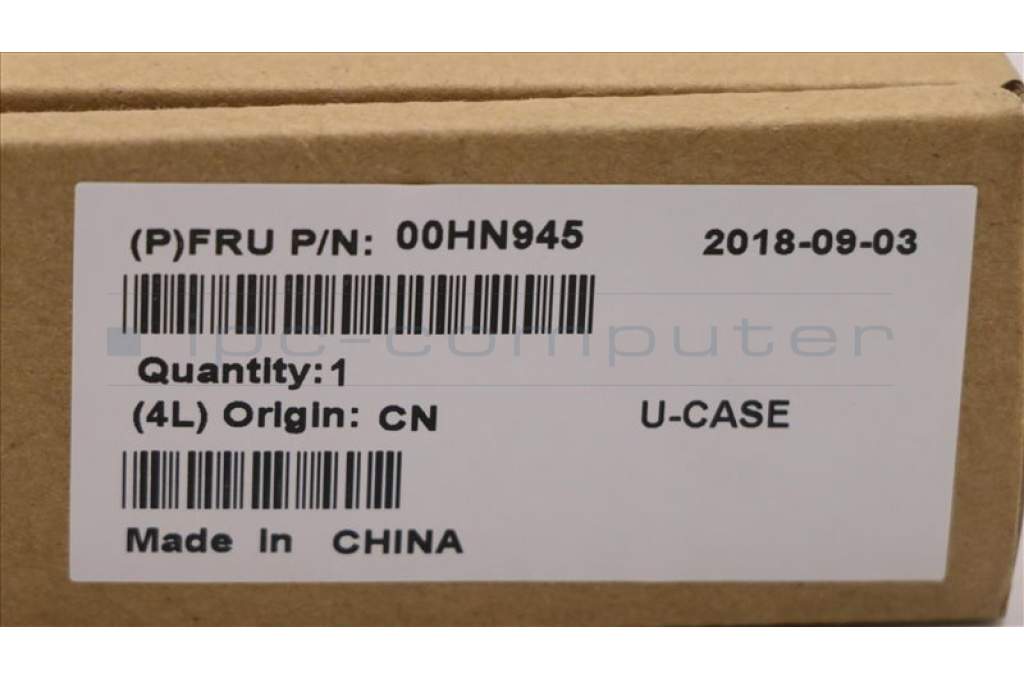 (P)FRU P/N: 00HN945 2018-09-03
ipc-computer
Quantity:1
(4L) Origin: CN U-CASE
Made in CHINA